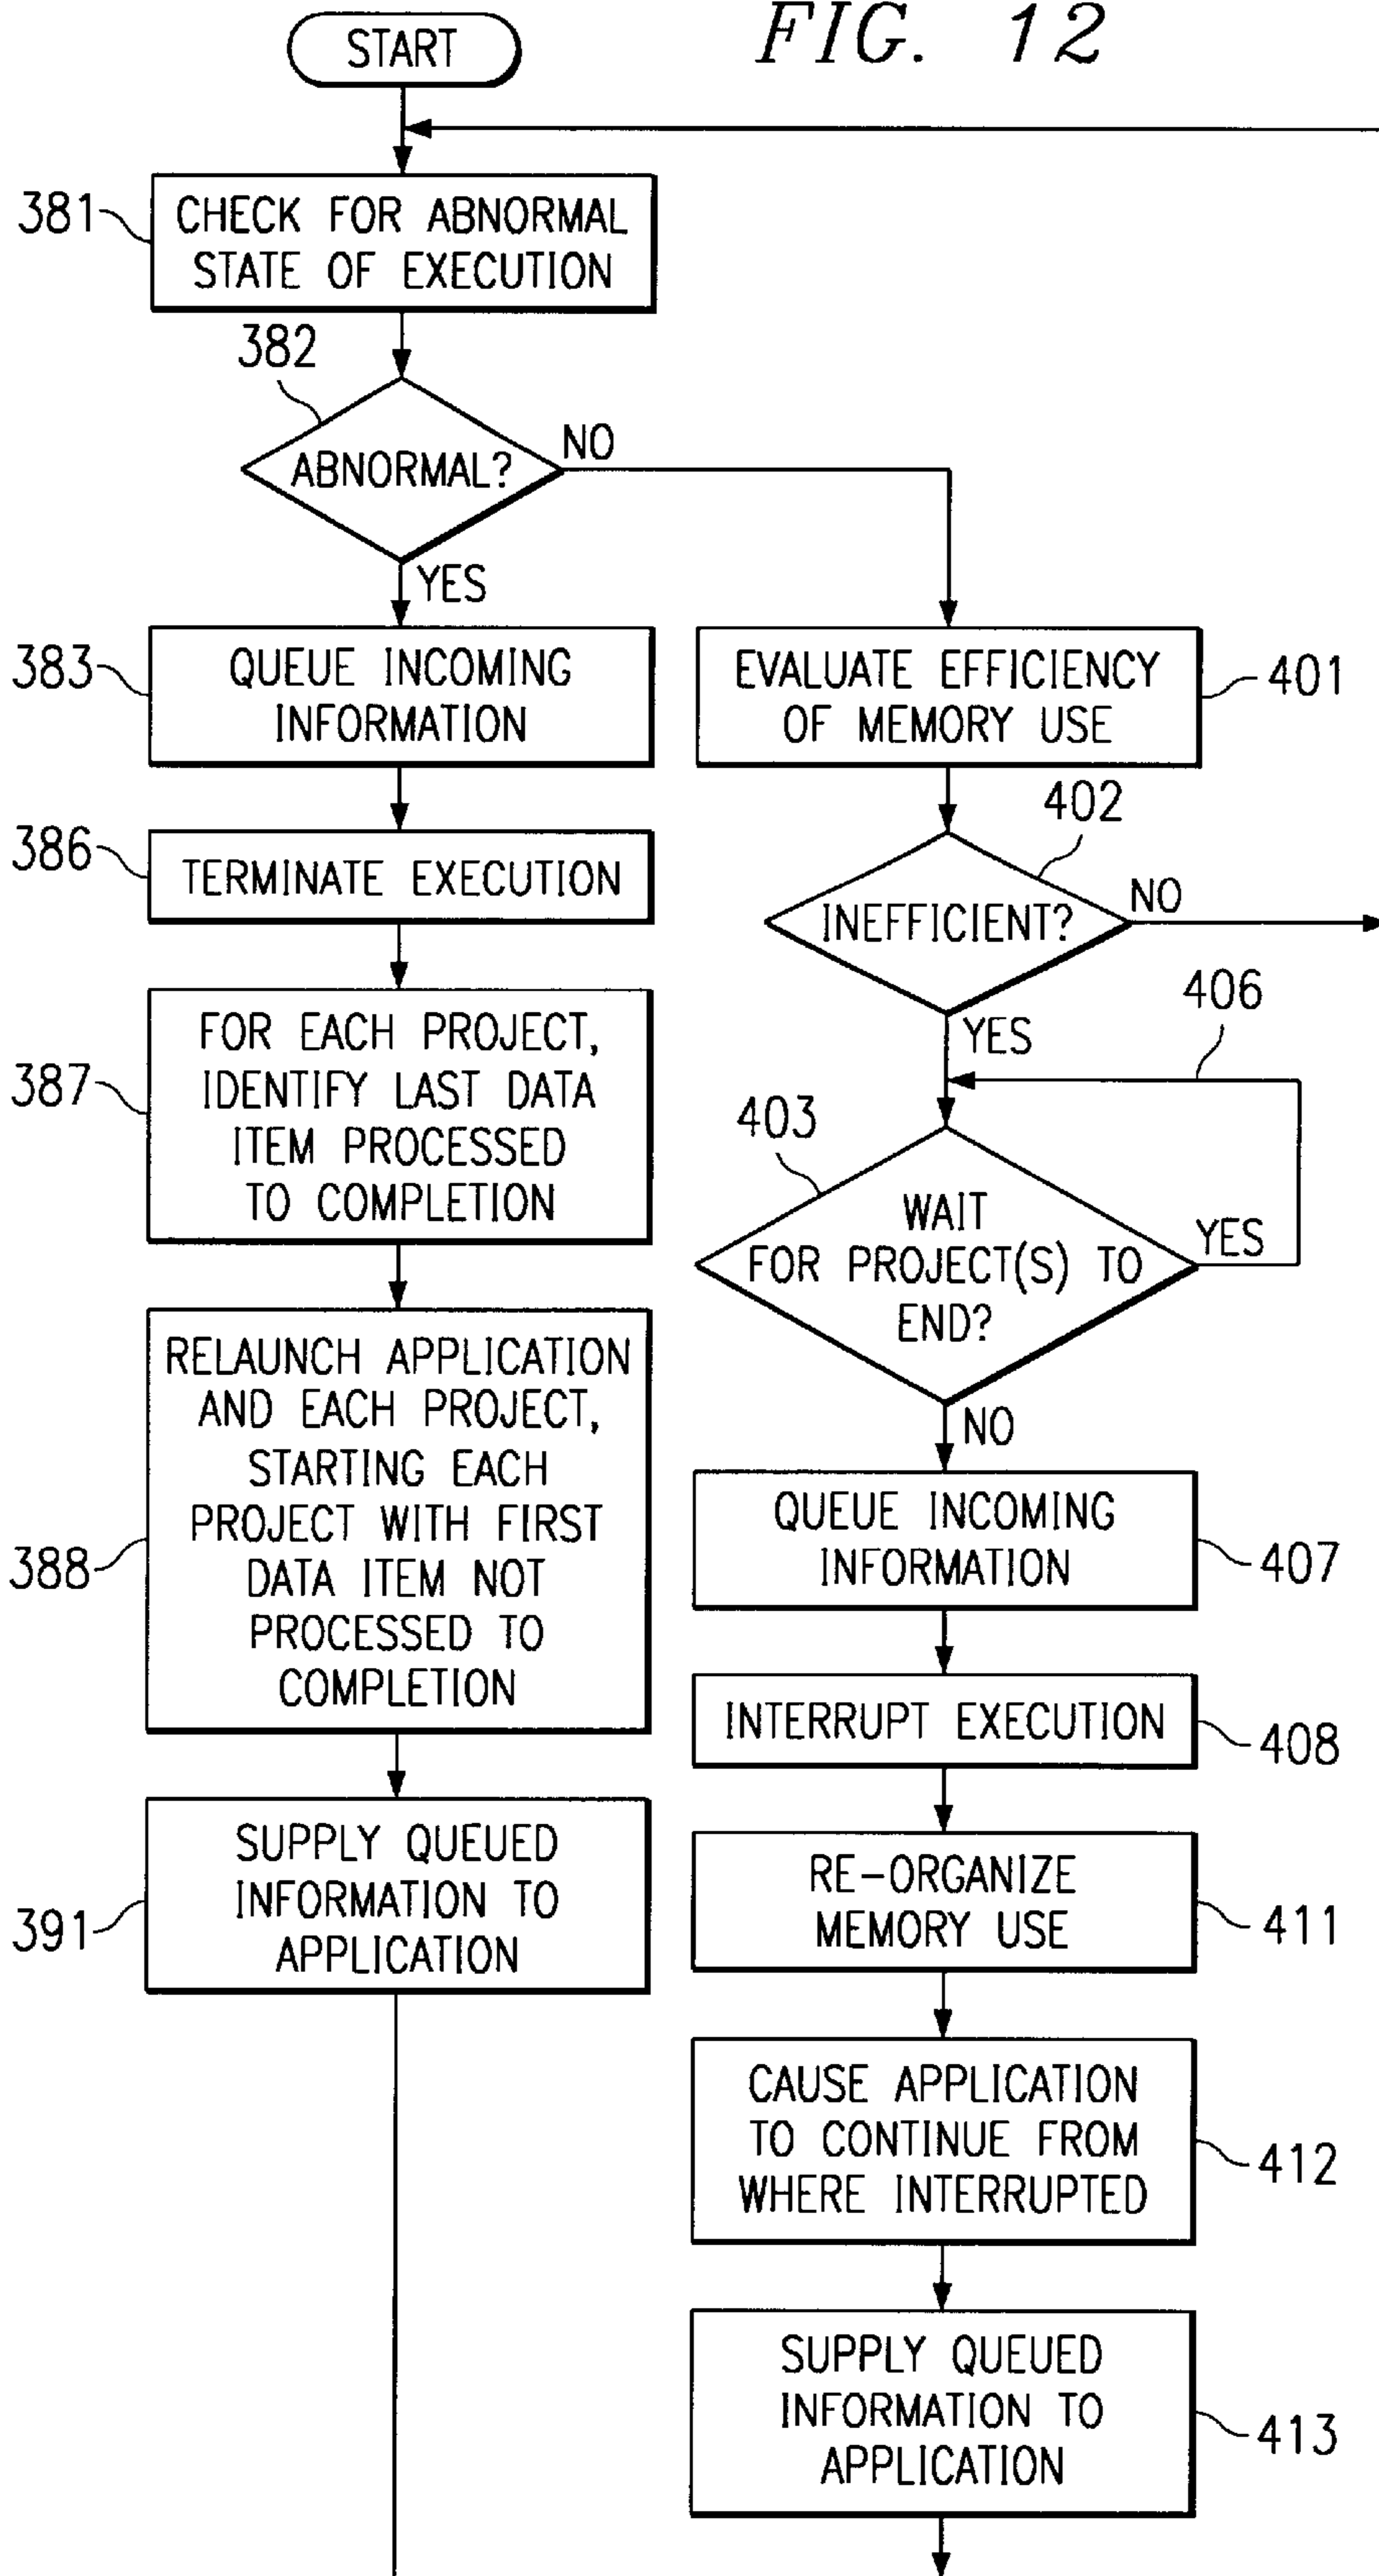 FIG. 12
START
381
CHECK FOR ABNORMAL
STATE OF EXECUTION
382
ABNORMAL?
NO
YES
383
QUEUE INCOMING
INFORMATION
386
TERMINATE EXECUTION
387
FOR EACH PROJECT,
IDENTIFY LAST DATA
ITEM PROCESSED
TO COMPLETION
388
RELAUNCH APPLICATION
AND EACH PROJECT,
STARTING EACH
PROJECT WITH FIRST
DATA ITEM NOT
PROCESSED TO
COMPLETION
391
SUPPLY QUEUED
INFORMATION TO
APPLICATION
EVALUATE EFFICIENCY
OF MEMORY USE
401
402
INEFFICIENT?
NO
YES
406
403
WAIT
FOR PROJECT(S) TO
END?
YES
NO
QUEUE INCOMING
INFORMATION
407
INTERRUPT EXECUTION
408
RE-ORGANIZE
MEMORY USE
411
CAUSE APPLICATION
TO CONTINUE FROM
WHERE INTERRUPTED
412
SUPPLY QUEUED
INFORMATION TO
APPLICATION
413